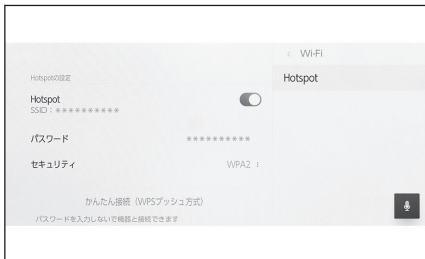 ‹ Wi-Fi
Hotspotの設定
Hotspot
Hotspot
SSID：＊＊＊＊＊＊＊＊＊＊
パスワード ＊＊＊＊＊＊＊＊＊＊
セキュリティ WPA2
かんたん接続（WPSプッシュ方式）
パスワードを入力しないで機器と接続できます